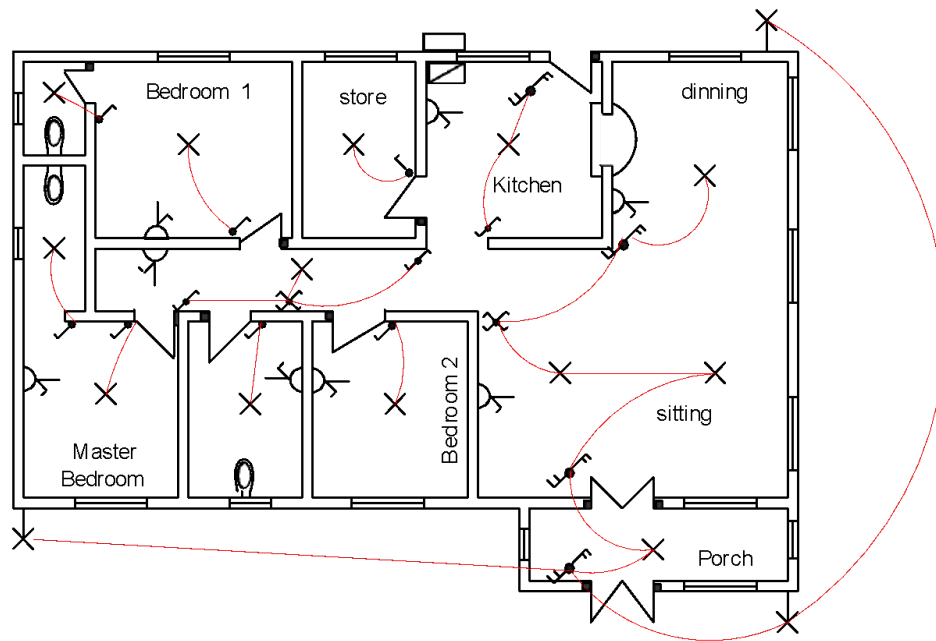 Bedroom 1
store
dinning
Kitchen
Bedroom 2
sitting
Master
Bedroom
Porch